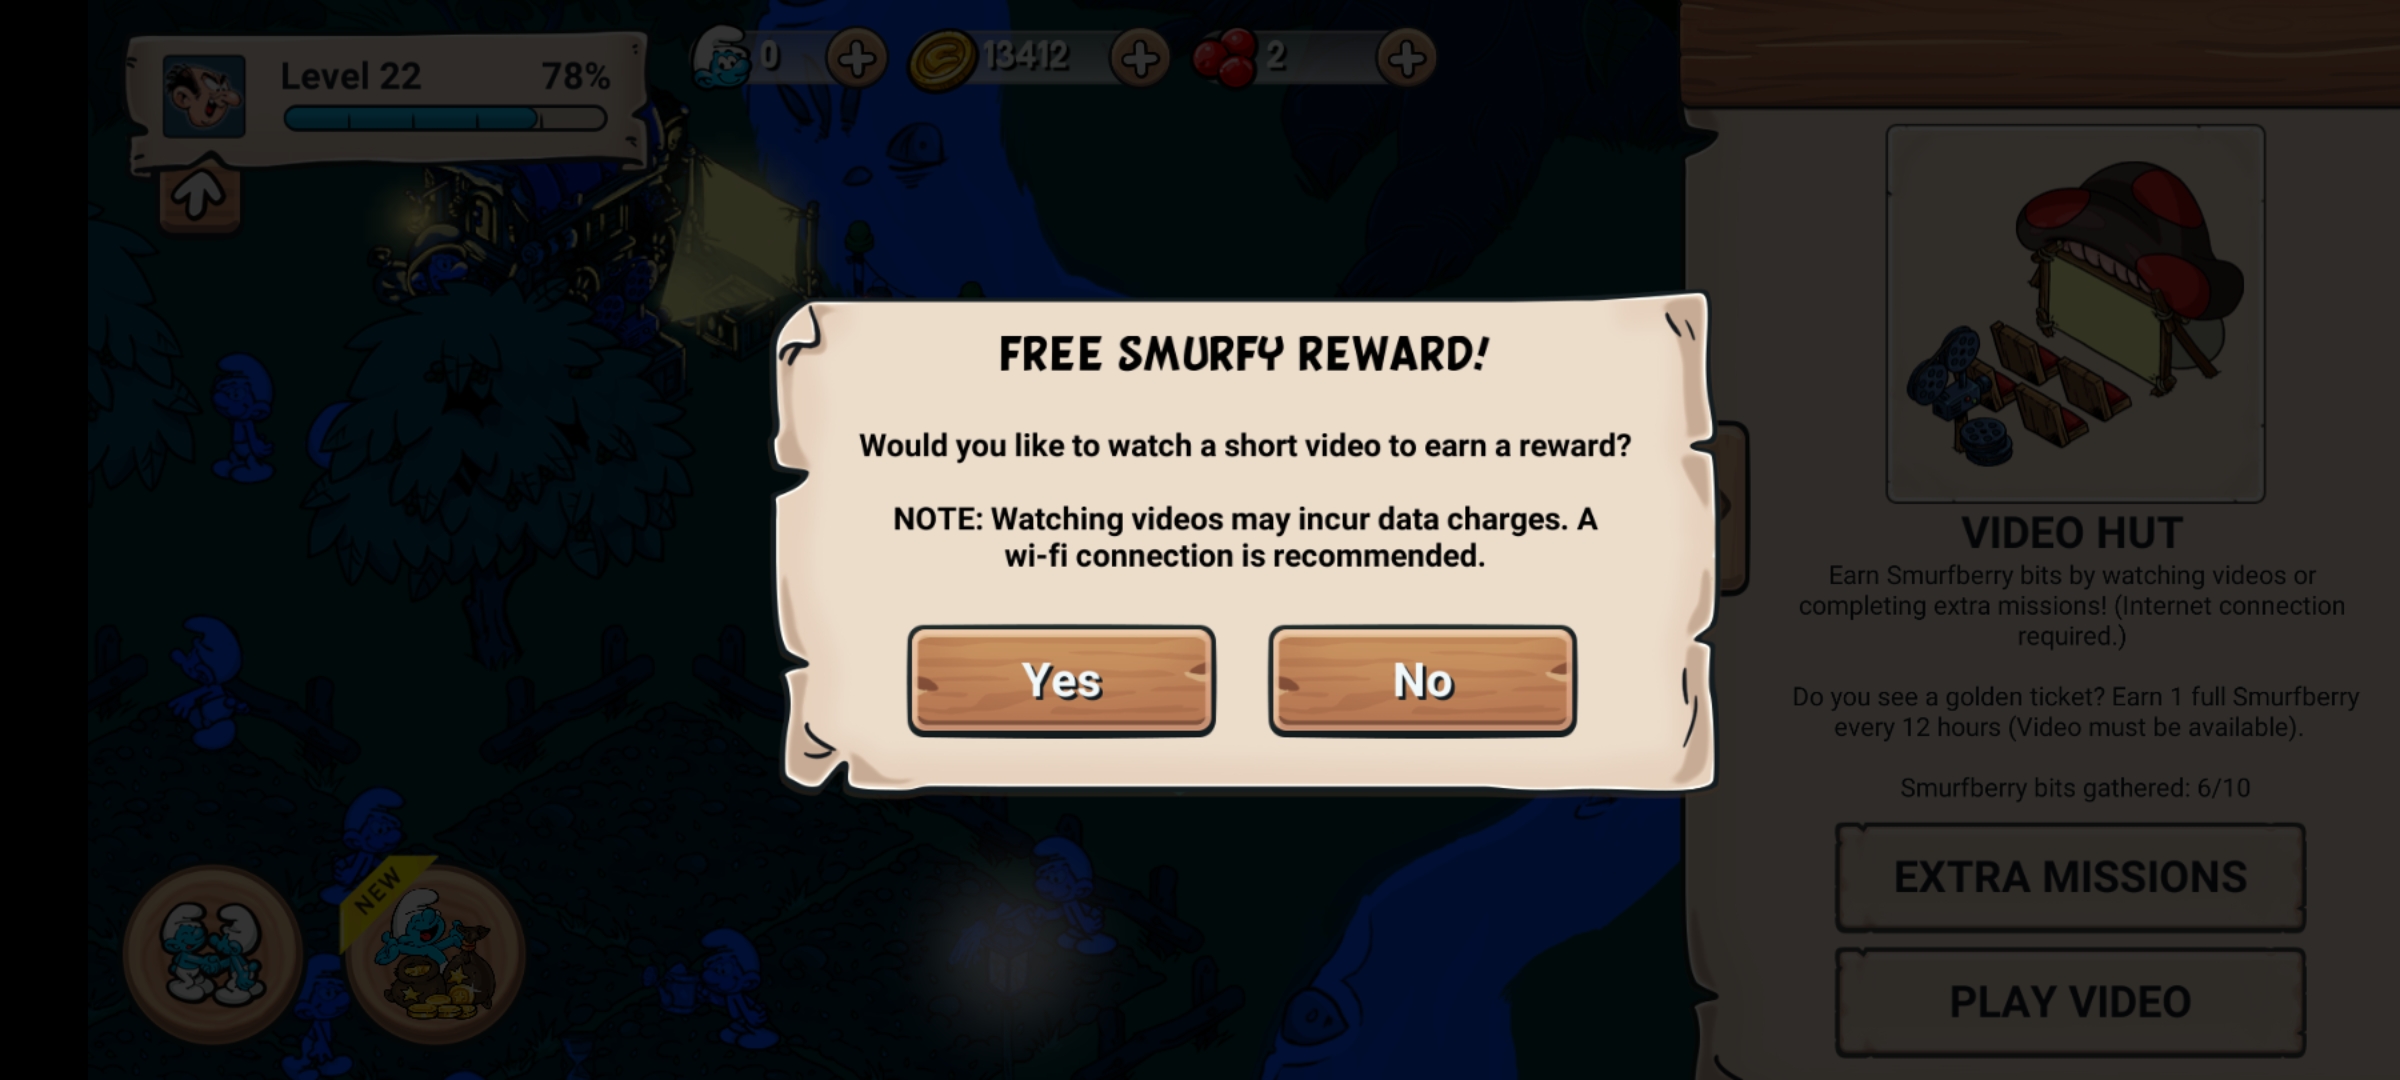 Level 22
78%
0
13412
2
FREE SMURFY REWARD!
Would you like to watch a short video to earn a reward?
NOTE: Watching videos may incur data charges. A
wi-fi connection is recommended.
Yes
No
VIDEO HUT
Earn Smurfberry bits by watching videos or
completing extra missions! (Internet connection
required.)
Do you see a golden ticket? Earn 1 full Smurfberry
every 12 hours (Video must be available).
Smurfberry bits gathered: 6/10
EXTRA MISSIONS
PLAY VIDEO
NEW